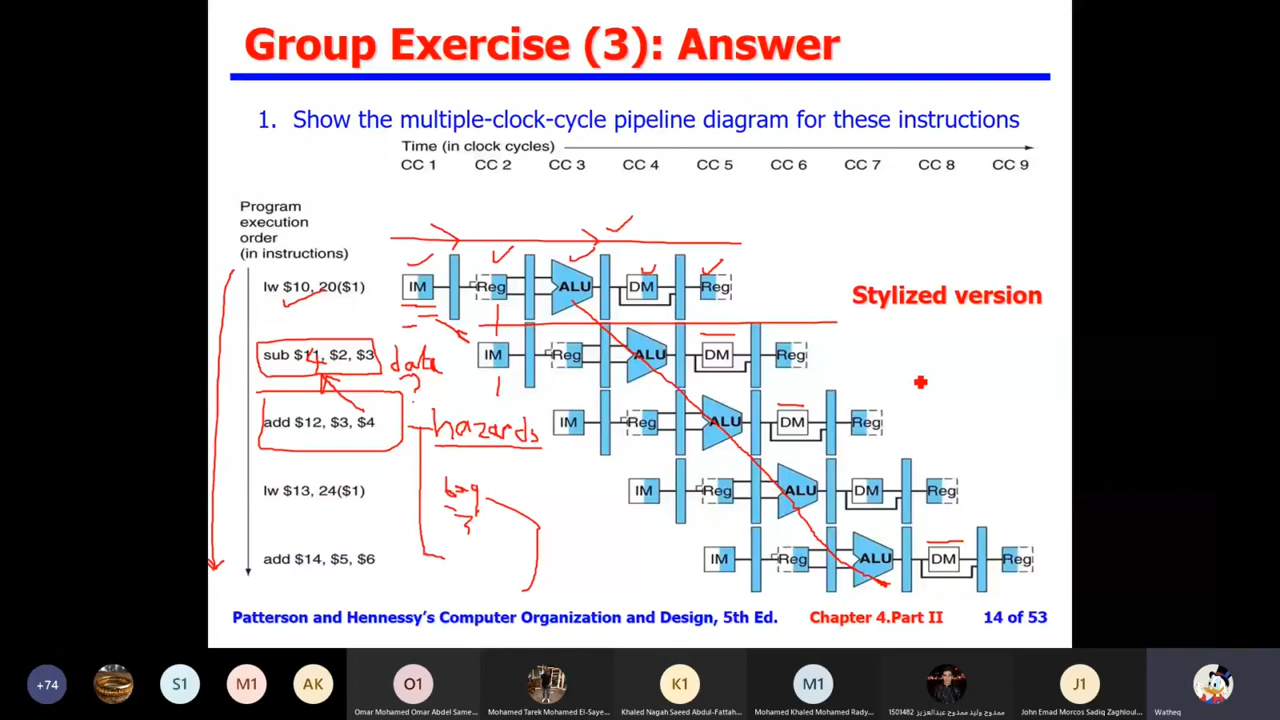 Group Exercise (3): Answer
1. Show the multiple-clock-cycle pipeline diagram for these instructions
Time (in clock cycles)
CC 1 CC 2 CC 3 CC 4 CC 5 CC 6 CC 7 CC 8 CC 9
Program
execution
order
(in instructions)
lw $10, 20($1) IM Reg ALU DM Reg
Stylized version
sub $11, $2, $3 data IM Reg ALU DM Reg
4
?
add $12, $3, $4 hazards IM Reg ALU DM Reg
lw $13, 24($1) IM Reg ALU DM Reg
add $14, $5, $6 IM Reg ALU DM Reg
Patterson and Hennessy's Computer Organization and Design, 5th Ed. Chapter 4.Part II 14 of 53
+74 S1 M1 AK O1 K1 M1 J1
Omar Mohamed Omar Abdel Same... Mohamed Tarek Mohamed El-Saye... Khaled Nagah Saeed Abdul-Fattah... Mohamed Khaled Mohamed Rady... ممدوح وليد ممدوح عبدالعزيز 1501482 John Emad Morcos Sadiq Zaghloul... Watheq